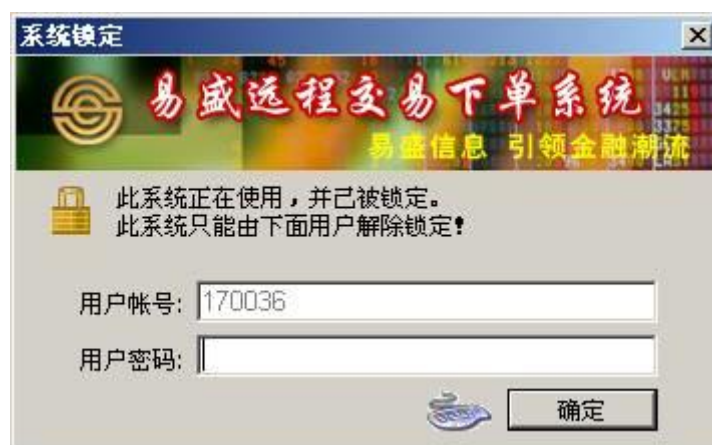 系统锁定
易盛远程交易下单系统
易盛信息 引领金融潮流
此系统正在使用，并已被锁定。
此系统只能由下面用户解除锁定！
用户帐号: 170036
用户密码:
确定